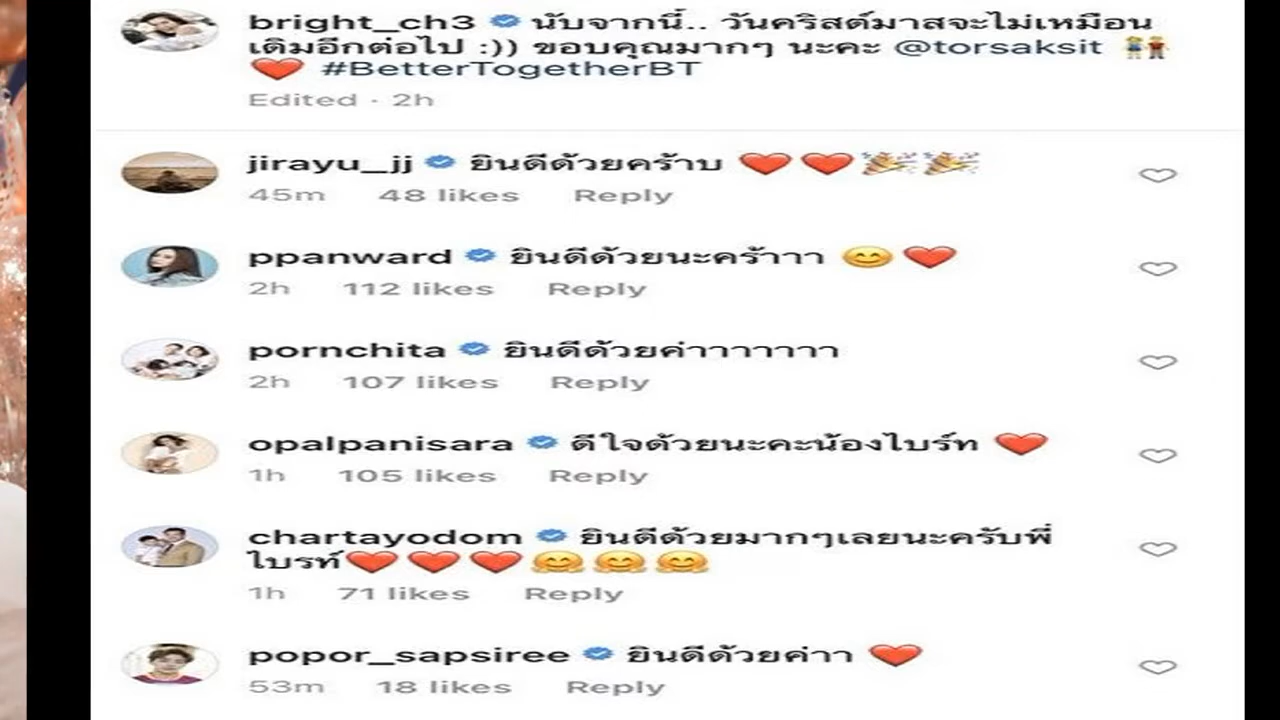 bright_ch3 นับจากนี้.. วันคริสต์มาสจะไม่เหมือน
เดิมอีกต่อไป :)) ขอบคุณมากๆ นะคะ @torsaksit 👫
❤️ #BetterTogetherBT
Edited · 2h
jirayu_jj ยินดีด้วยคร้าบ ❤️❤️🎉🎉
45m 48 likes Reply
ppanward ยินดีด้วยนะคร้าาา 😊❤️
2h 112 likes Reply
pornchita ยินดีด้วยค่าาาาาาา
2h 107 likes Reply
opalpanisara ดีใจด้วยนะคะน้องไบร์ท ❤️
1h 105 likes Reply
chartayodom ยินดีด้วยมากๆเลยนะครับพี่
ไบรท์❤️❤️❤️🤗🤗🤗
1h 71 likes Reply
popor_sapsiree ยินดีด้วยค่าา ❤️
53m 18 likes Reply